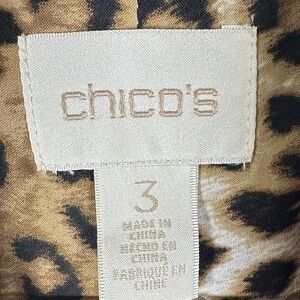 chico's
3
MADE IN
CHINA
HECHO EN
CHINA
FABRIQUÉ EN
CHINE